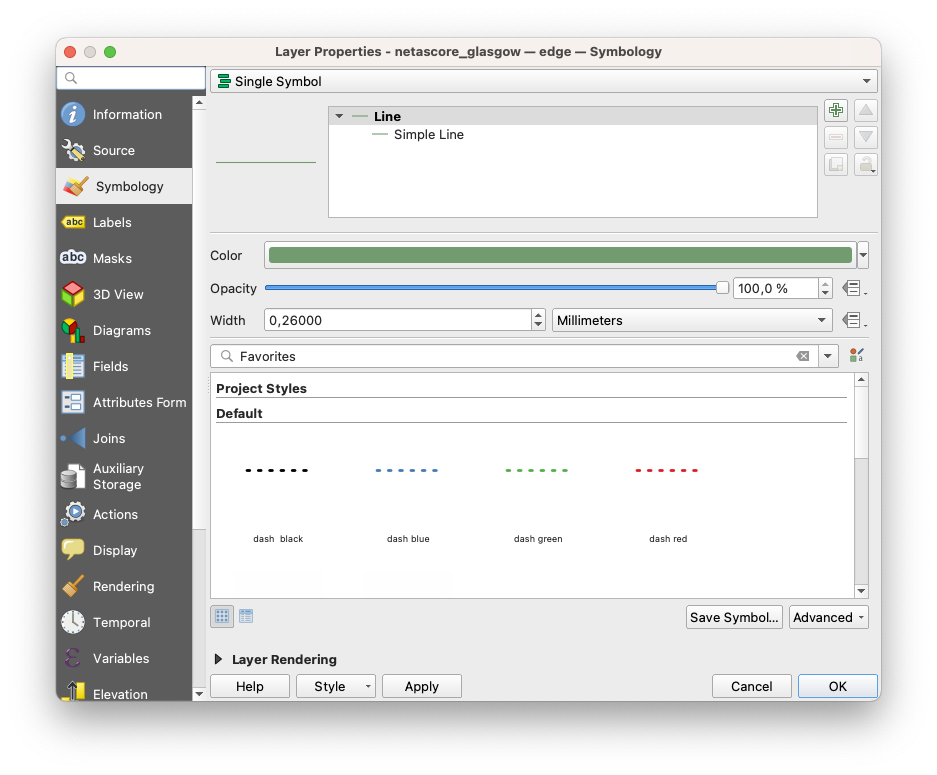 Layer Properties - netascore_glasgow — edge — Symbology
Single Symbol
Information
Source
Symbology
Labels
Masks
3D View
Diagrams
Fields
Attributes Form
Joins
Auxiliary
Storage
Actions
Display
Rendering
Temporal
Variables
Elevation
abc
abc
Line
Simple Line
Color
Opacity
100,0 %
Width
0,26000
Millimeters
Favorites
Project Styles
Default
dash  black
dash blue
dash green
dash red
Save Symbol...
Advanced
Layer Rendering
Help
Style
Apply
Cancel
OK